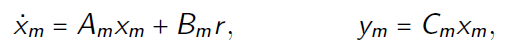 ẋₘ = Aₘxₘ + Bₘr, yₘ = Cₘxₘ,